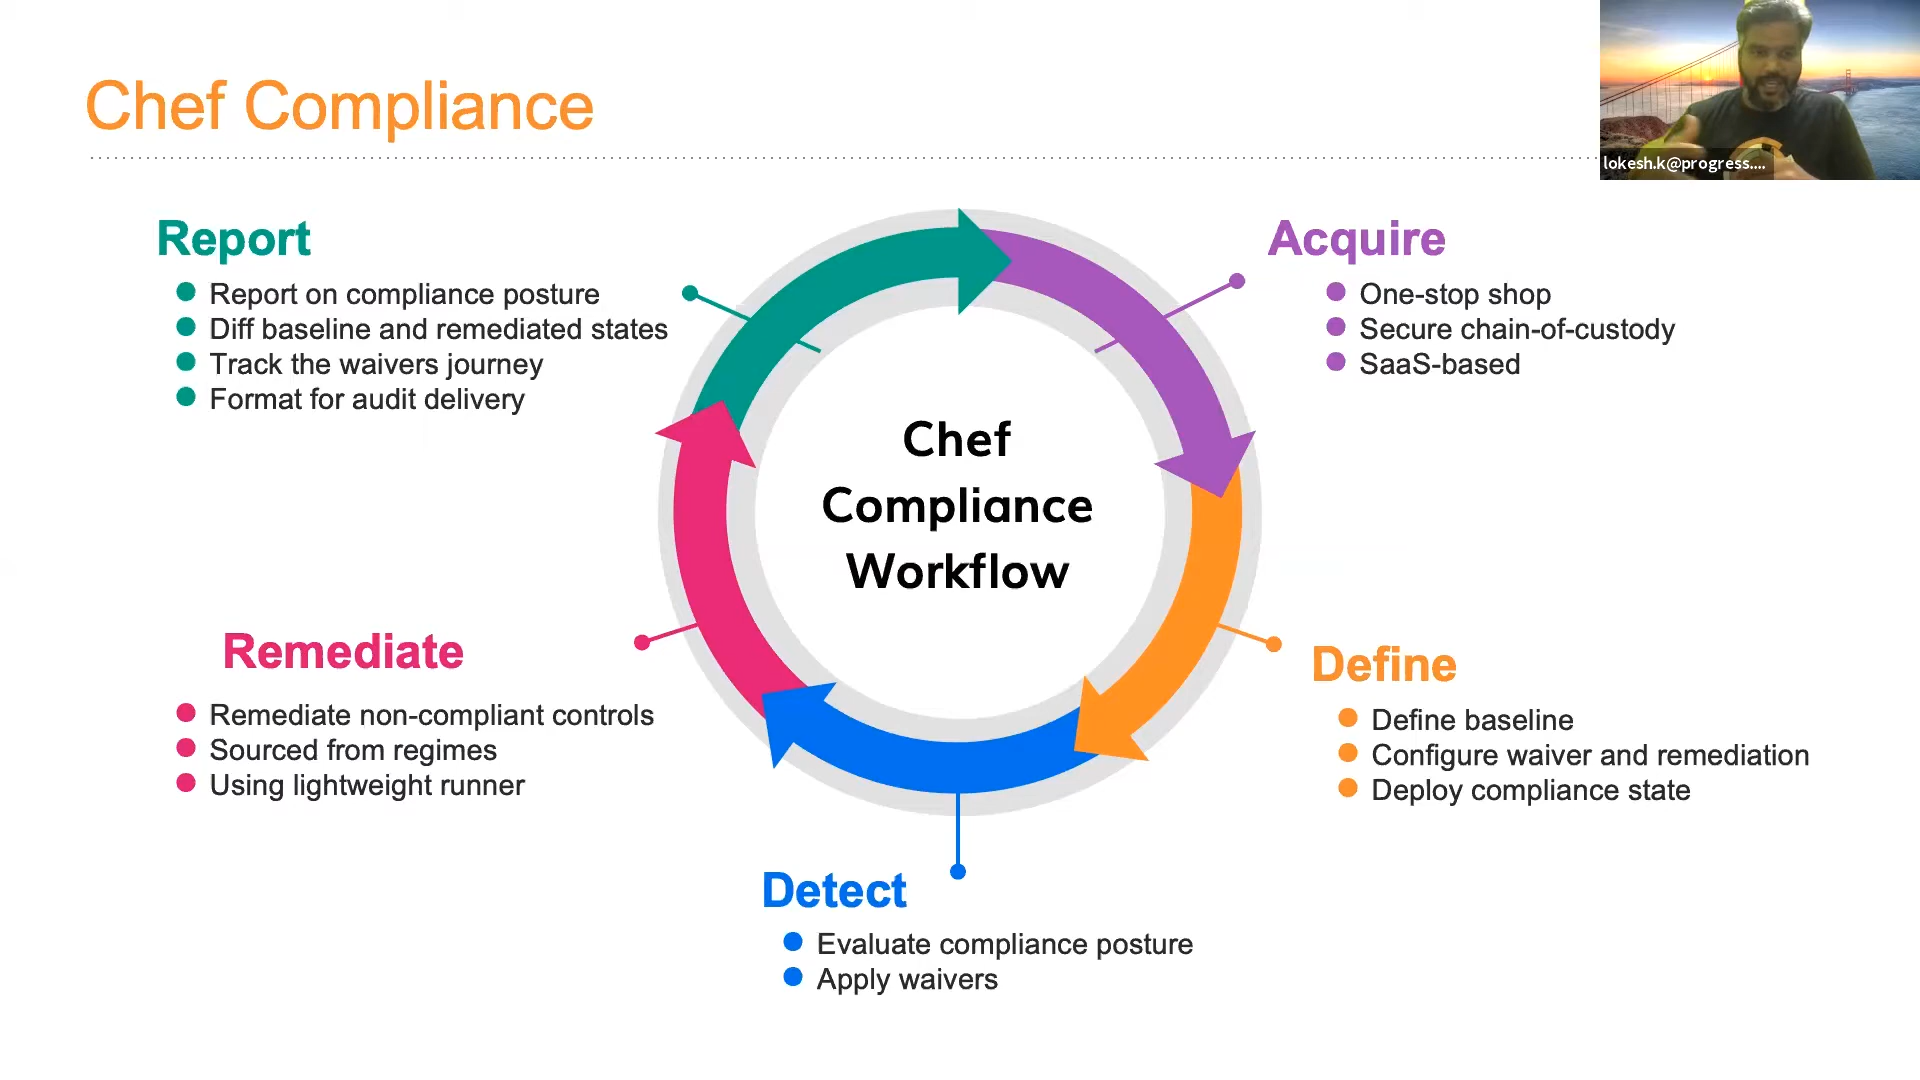 Chef Compliance
lokesh.k@progress....
Report
Report on compliance posture
Diff baseline and remediated states
Track the waivers journey
Format for audit delivery
Acquire
One-stop shop
Secure chain-of-custody
SaaS-based
Chef
Compliance
Workflow
Remediate
Remediate non-compliant controls
Sourced from regimes
Using lightweight runner
Define
Define baseline
Configure waiver and remediation
Deploy compliance state
Detect
Evaluate compliance posture
Apply waivers